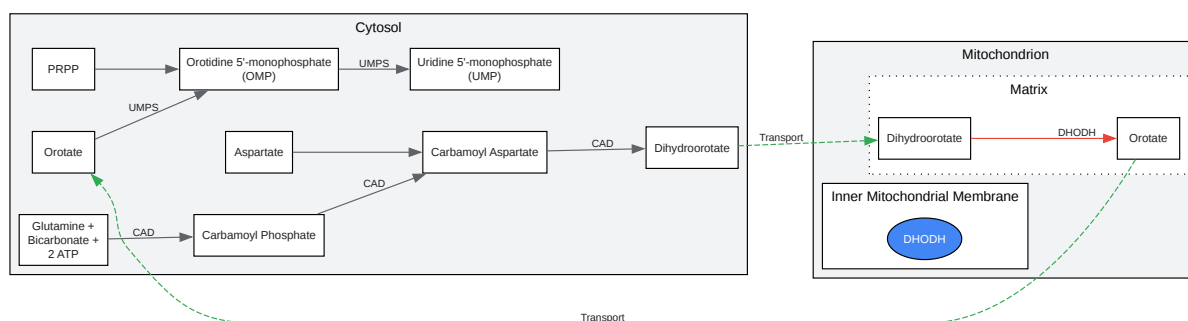 Cytosol
PRPP
Orotidine 5'-monophosphate
(OMP)
UMPS
Uridine 5'-monophosphate
(UMP)
UMPS
Orotate
Aspartate
Carbamoyl Aspartate
CAD
Dihydroorotate
CAD
Glutamine +
Bicarbonate +
2 ATP
CAD
Carbamoyl Phosphate
Transport
Mitochondrion
Matrix
Dihydroorotate
DHODH
Orotate
Inner Mitochondrial Membrane
DHODH
Transport